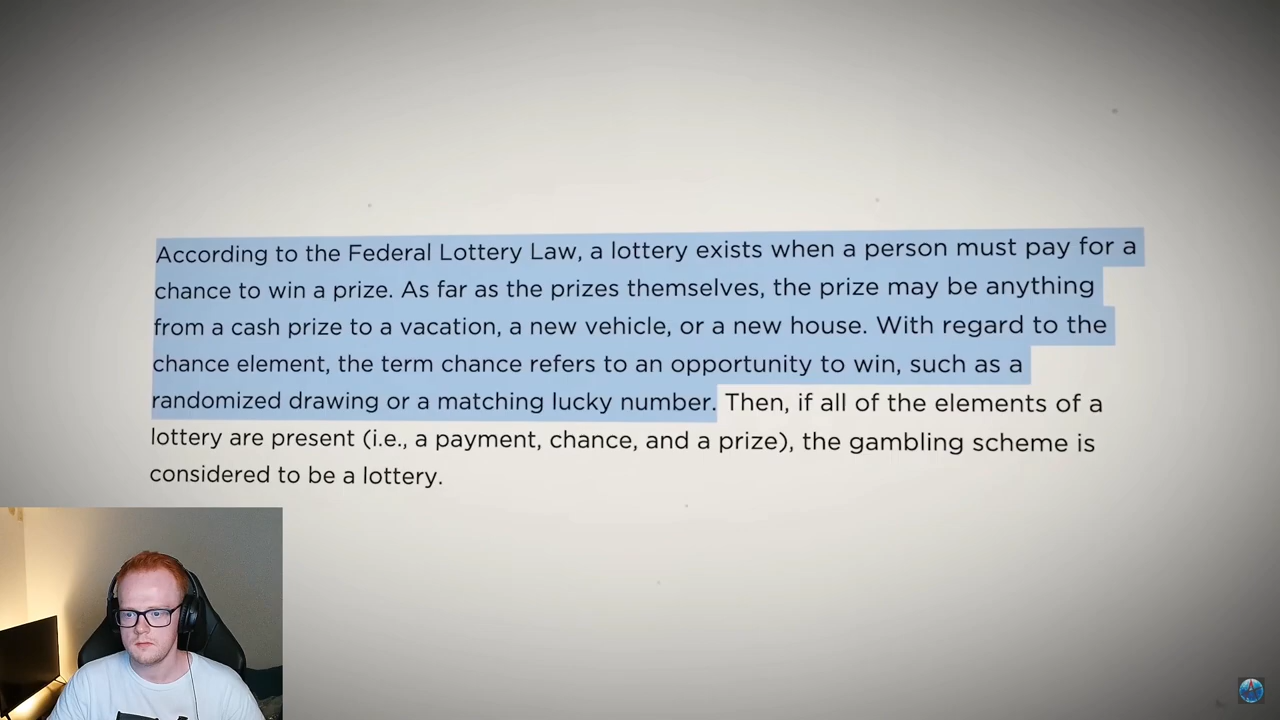 According to the Federal Lottery Law, a lottery exists when a person must pay for a
chance to win a prize. As far as the prizes themselves, the prize may be anything
from a cash prize to a vacation, a new vehicle, or a new house. With regard to the
chance element, the term chance refers to an opportunity to win, such as a
randomized drawing or a matching lucky number. Then, if all of the elements of a
lottery are present (i.e., a payment, chance, and a prize), the gambling scheme is
considered to be a lottery.